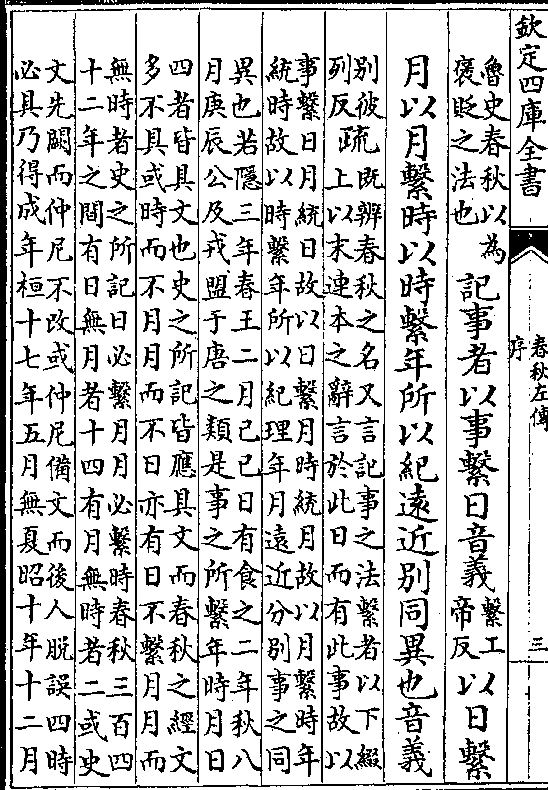 欽定四庫全書
春秋左傳
序
三
魯史春秋以為
褒貶之法也
記事者以事繫日音義
繫工
帝反
以日繫
月以月繫時以時繫年所以紀遠近別同異也音義
別彼
列反
疏
既辨春秋之名又言記事之法繫者以下綴
上以末連本之辭言於此日而有此事故以
事繫日月統日故以日繫月時統月故以月繫時年
統時故以時繫年所以紀理年月遠近分別事之同
異也若隱三年春王二月己巳日有食之二年秋八
月庚辰公及戎盟于唐之類是事之所繫年時月日
四者皆具文也史之所記皆應具文而春秋之經文
多不具或時而不月月而不日亦有日不繫月月而
無時者史之所記日必繫月月必繫時春秋三百四
十二年之間有日無月者十四有月無時者二或史
文先闕而仲尼不改或仲尼備文而後人脫誤四時
必具乃得成年桓十七年五月無夏昭十年十二月